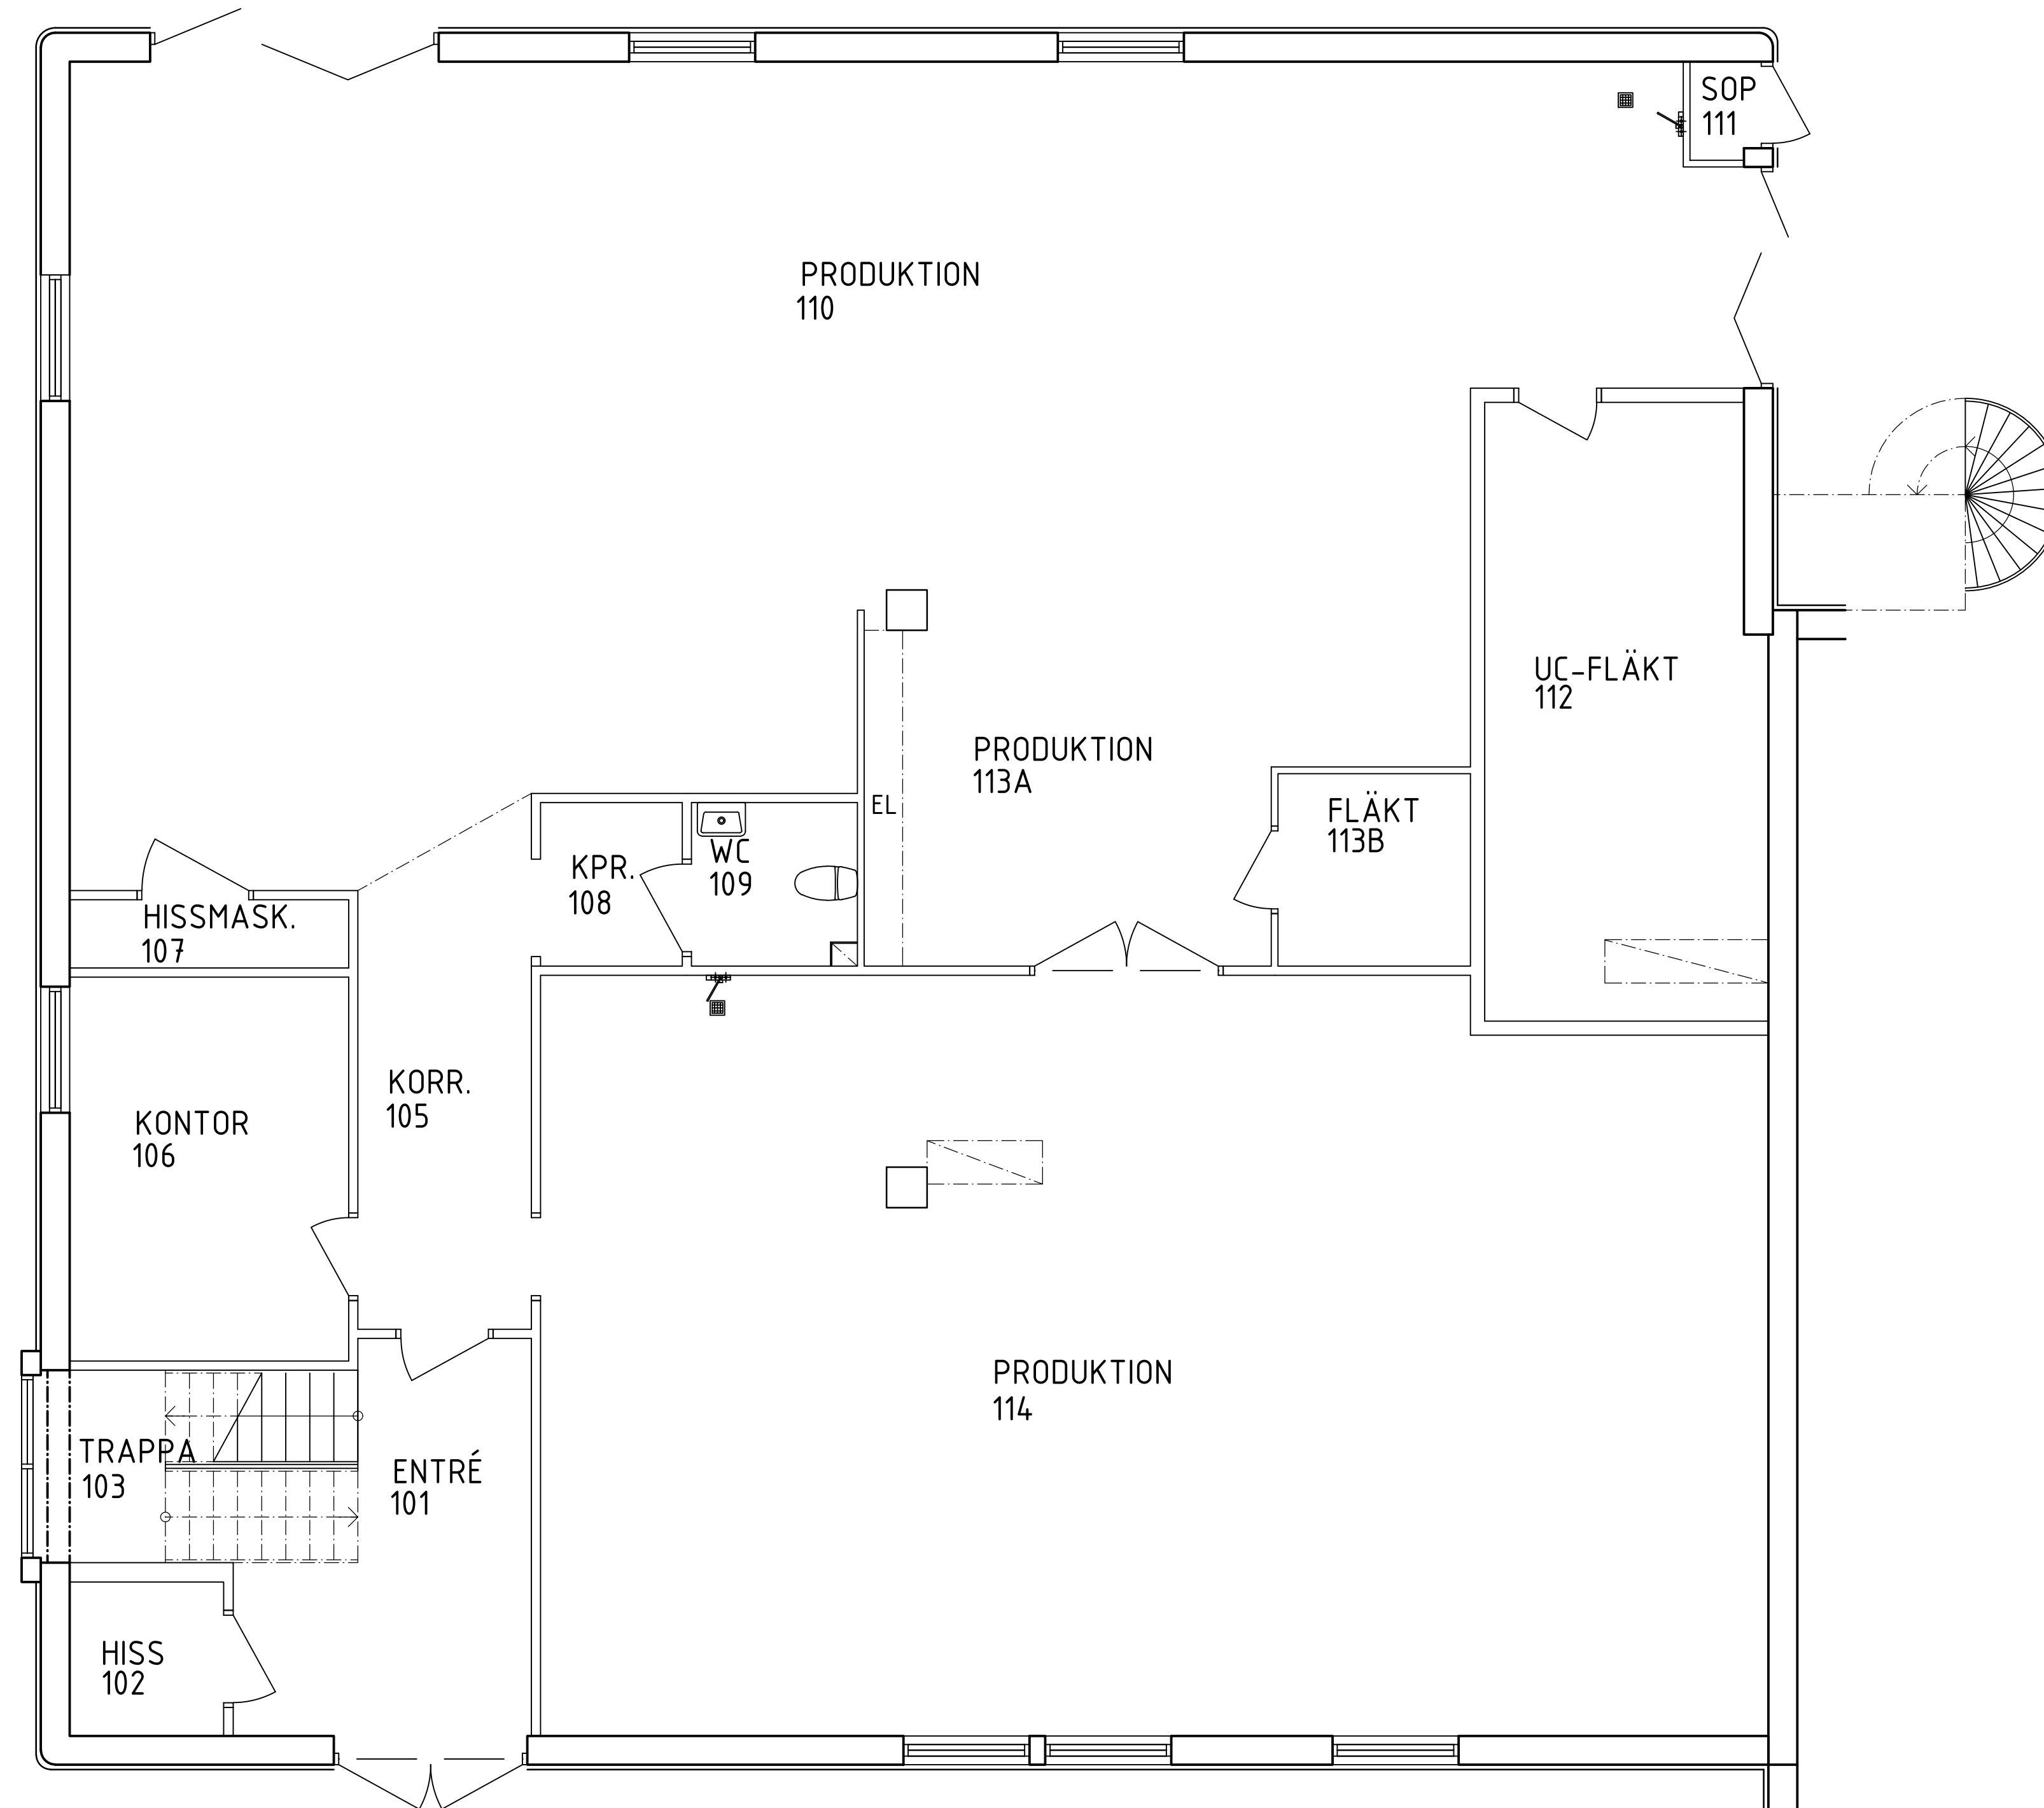 SOP
111
PRODUKTION
110
UC-FLÄKT
112
PRODUKTION
113A
EL
FLÄKT
113B
KPR.
108
WC
109
HISSMASK.
107
KORR.
105
KONTOR
106
PRODUKTION
114
TRAPPA
103
ENTRÉ
101
HISS
102